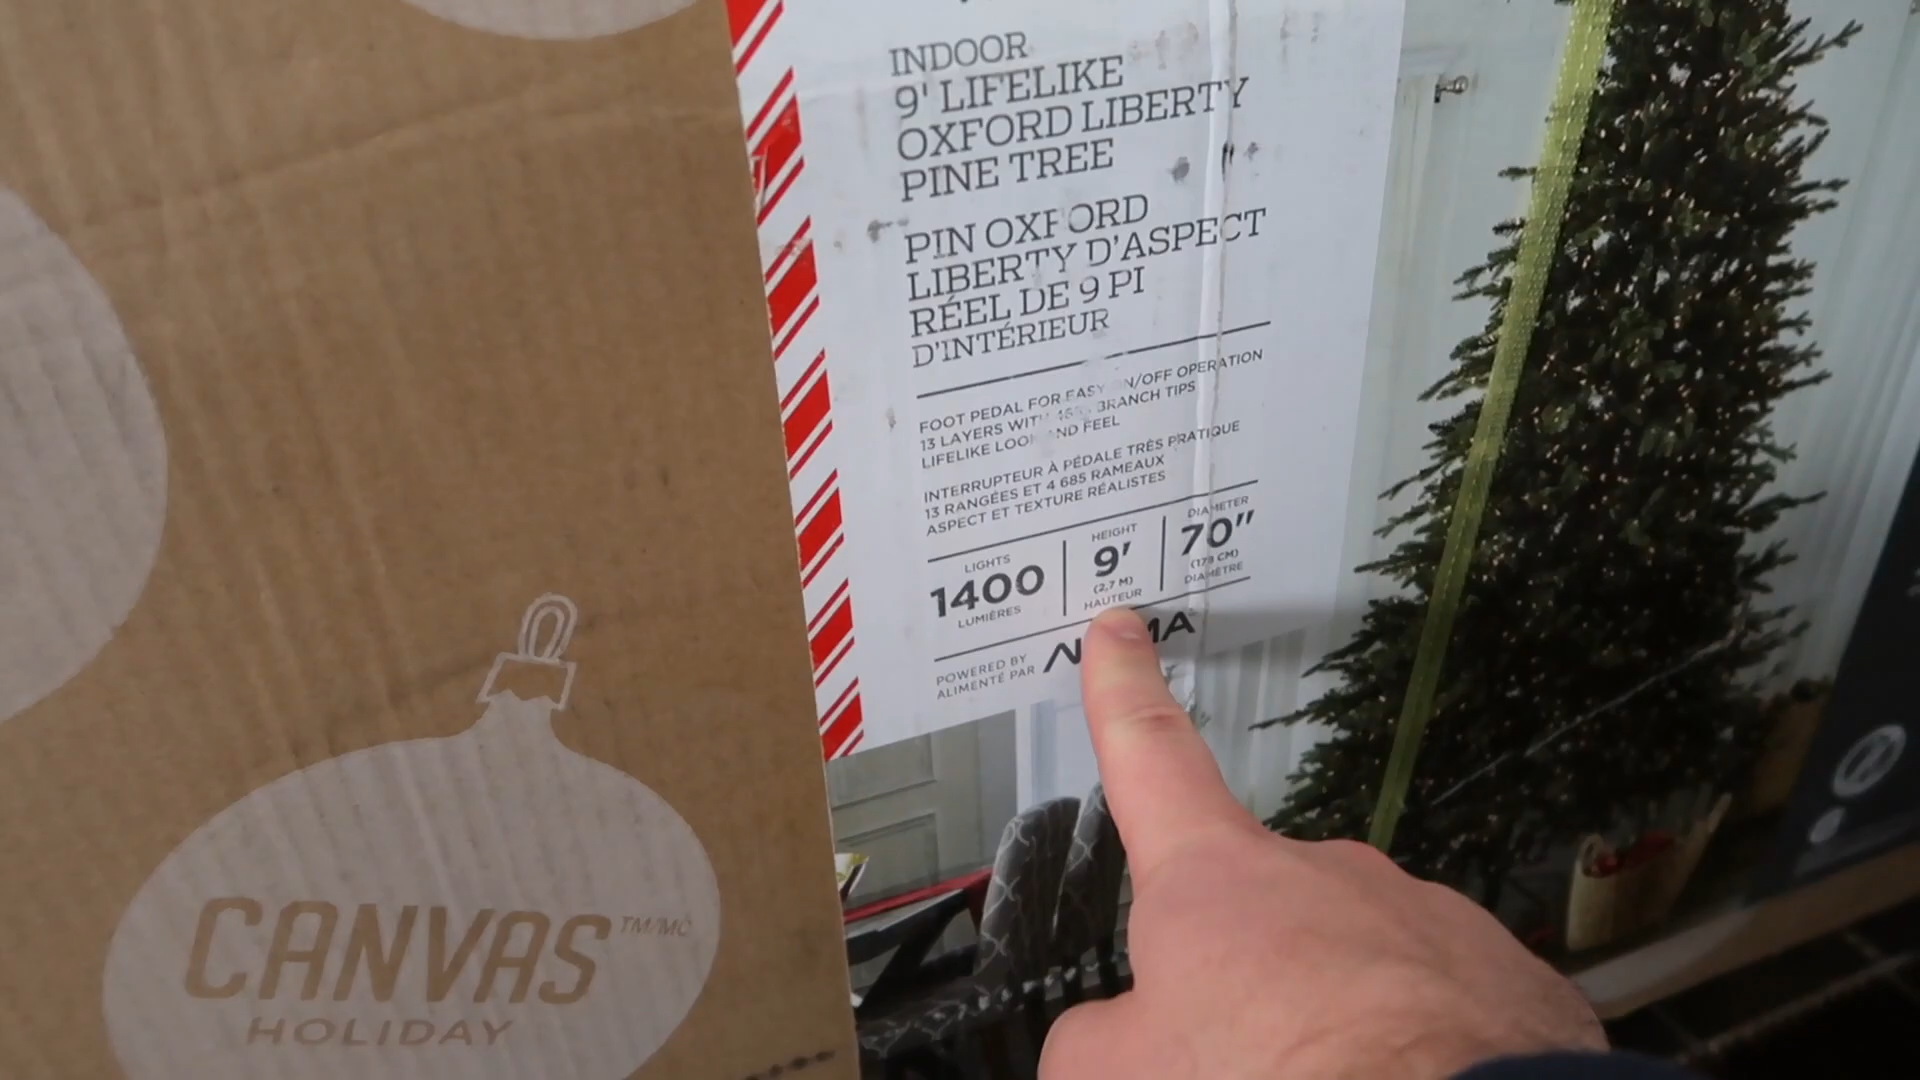 INDOOR
9' LIFELIKE
OXFORD LIBERTY
PINE TREE
PIN OXFORD
LIBERTY D'ASPECT
RÉEL DE 9 PI
D'INTÉRIEUR
FOOT PEDAL FOR EASY ON/OFF OPERATION
13 LAYERS WITH BRANCH TIPS
LIFELIKE LOOK AND FEEL
INTERRUPTEUR À PÉDALE TRÈS PRATIQUE
13 RANGÉES ET 4 685 RAMEAUX
ASPECT ET TEXTURE RÉALISTES
LIGHTS
1400
LUMIÈRES
HEIGHT
9'
(2,7 M)
HAUTEUR
DIAMETER
70"
(178 CM)
DIAMÈTRE
POWERED BY
ALIMENTÉ PAR
CANVAS TM/MC
HOLIDAY